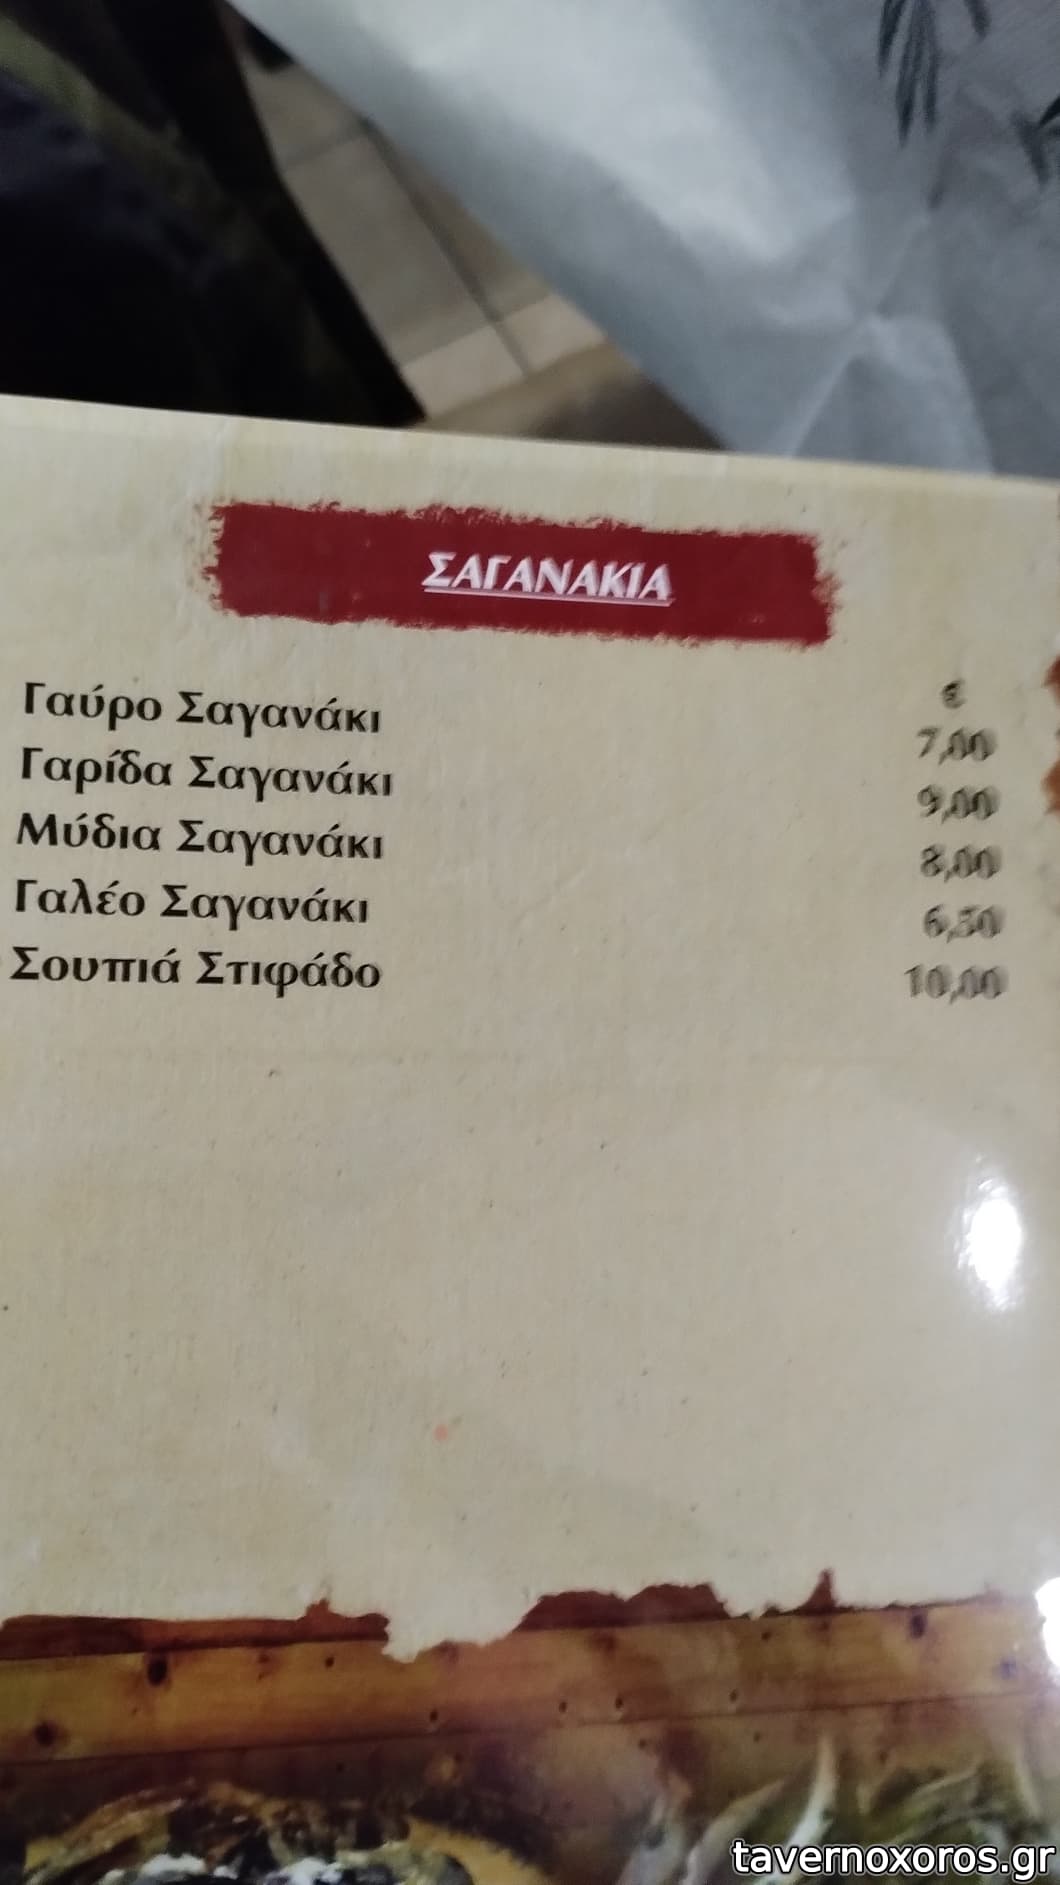 ΣΑΓΑΝΑΚΙΑ
€
Γαύρο Σαγανάκι 7,00
Γαρίδα Σαγανάκι 9,00
Μύδια Σαγανάκι 8,00
Γαλέο Σαγανάκι 6,50
Σουπιά Στιφάδο 10,00
tavernoxoros.gr